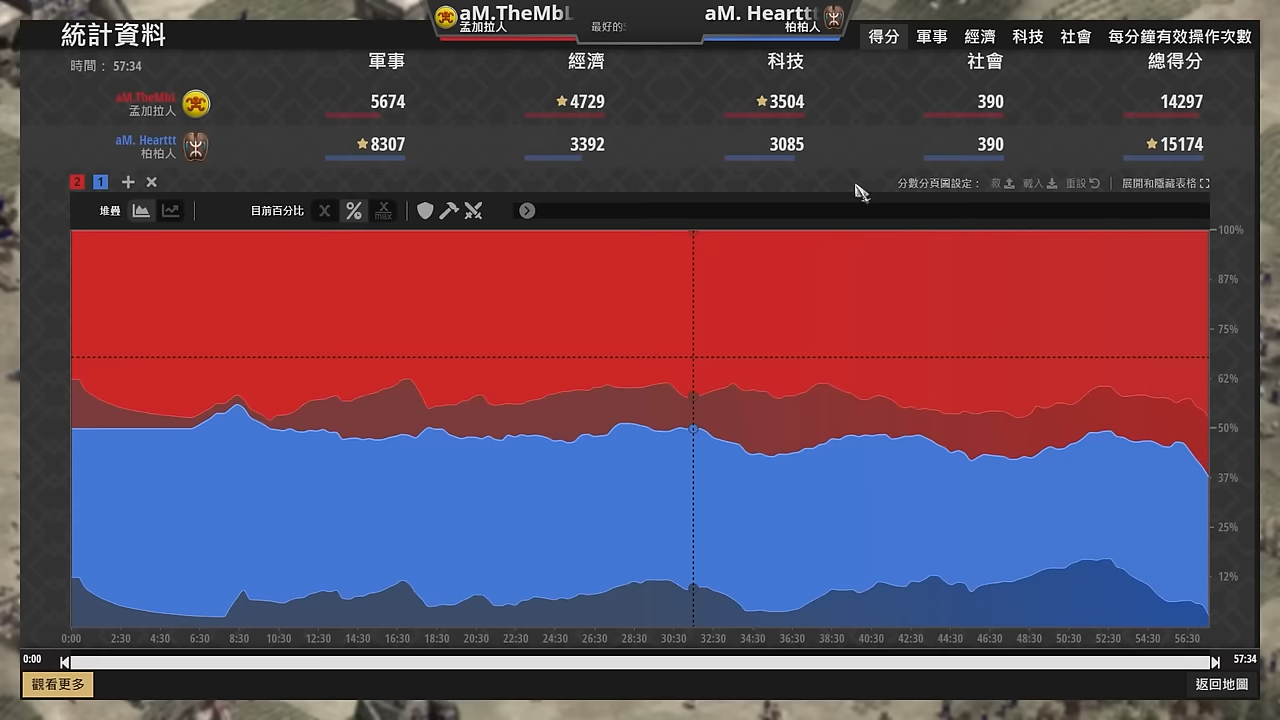 aM.TheMbL
孟加拉人
最好的
aM. Hearttt
柏柏人
統計資料
得分 軍事 經濟 科技 社會 每分鐘有效操作次數
時間： 57:34
軍事 經濟 科技 社會 總得分
aM.TheMbL
孟加拉人
5674 4729 3504 390 14297
aM. Hearttt
柏柏人
8307 3392 3085 390 15174
2 1
分數分頁圖設定： 載入 重設 展開和隱藏表格
堆疊 目前百分比 X % X max
100%
87%
75%
62%
50%
37%
25%
12%
0:00 2:30 4:30 6:30 8:30 10:30 12:30 14:30 16:30 18:30 20:30 22:30 24:30 26:30 28:30 30:30 32:30 34:30 36:30 38:30 40:30 42:30 44:30 46:30 48:30 50:30 52:30 54:30 56:30
0:00 57:34
觀看更多 返回地圖